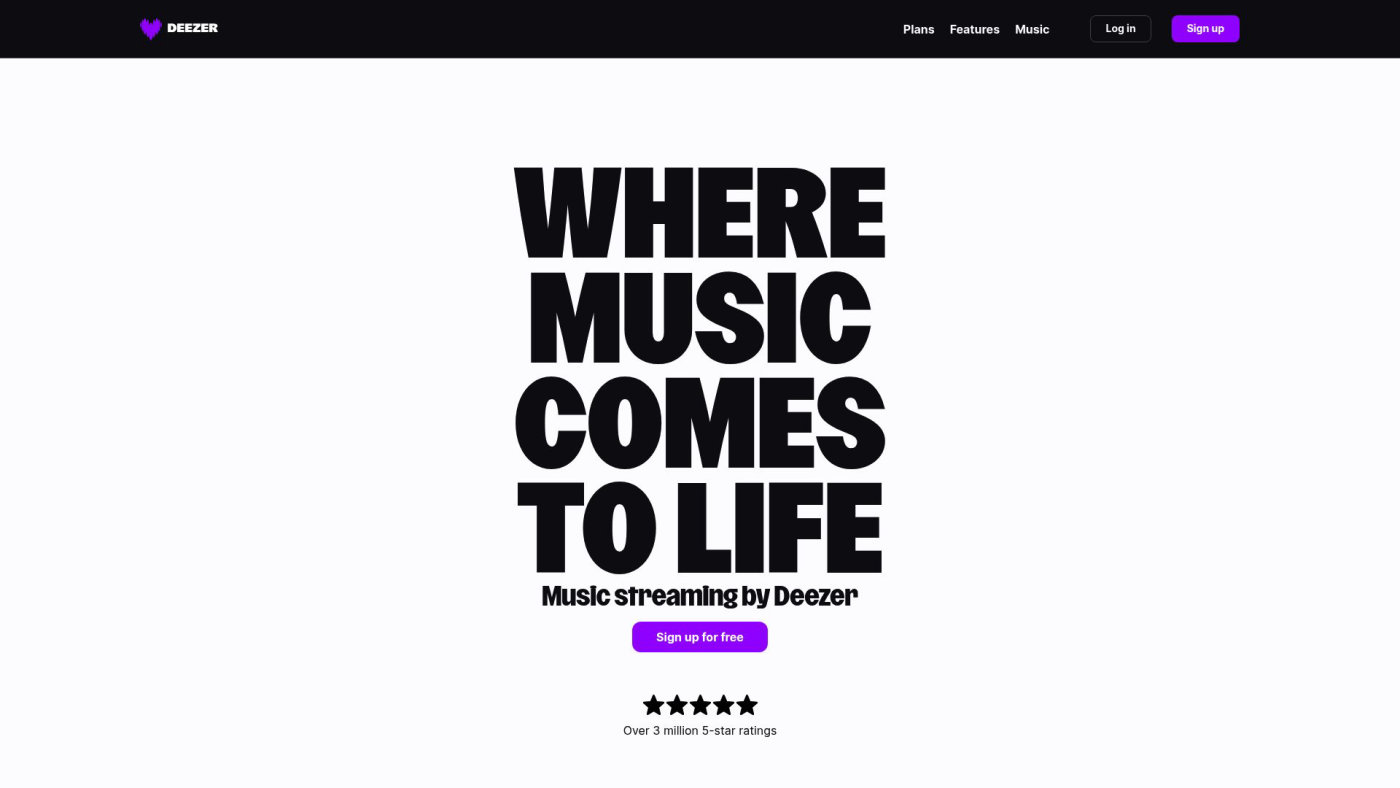 DEEZER
Plans
Features
Music
Log in
Sign up
WHERE
MUSIC
COMES
TO LIFE
Music streaming by Deezer
Sign up for free
Over 3 million 5-star ratings